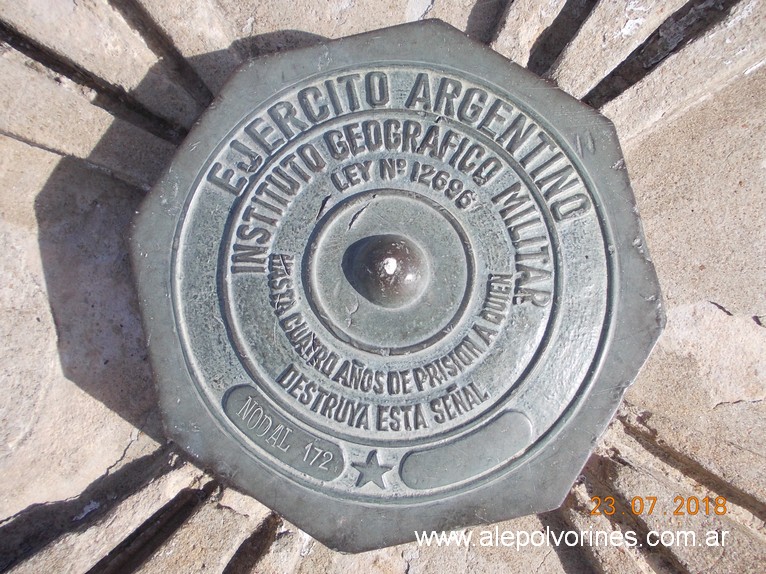 EJERCITO ARGENTINO
INSTITUTO GEOGRAFICO MILITAR
LEY Nº 12696
HASTA CUATRO AÑOS DE PRISION A QUIEN
DESTRUYA ESTA SEÑAL
NODAL 172
23 07 2018
www.alepolvorines.com.ar